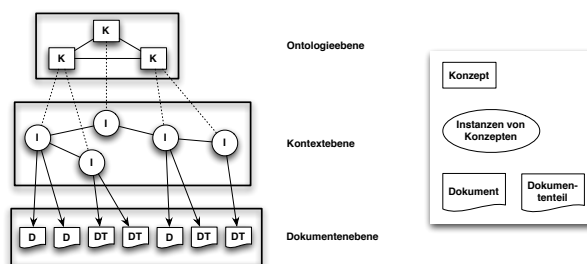 K
Ontologieebene
K
K
Konzept
I
Instanzen von
Konzepten
I
I
I
Kontextebene
I
Dokument
Dokumen-
tenteil
D
D
DT
DT
D
DT
DT
Dokumentenebene